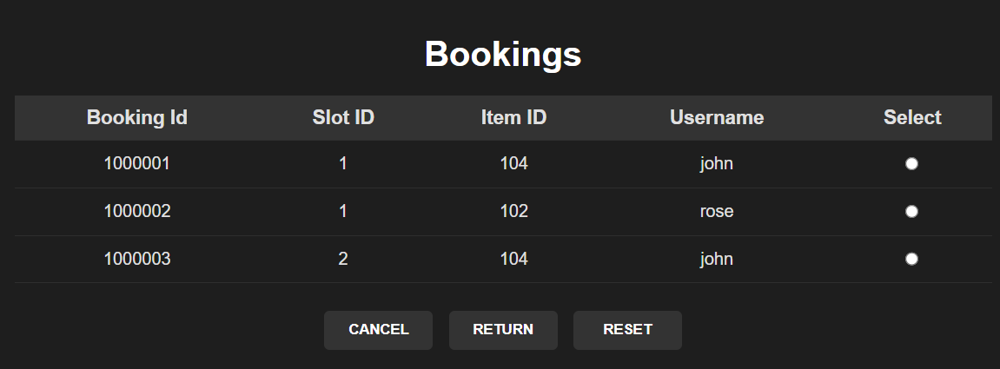 Bookings
Booking Id Slot ID Item ID Username Select
1000001 1 104 john
1000002 1 102 rose
1000003 2 104 john
CANCEL RETURN RESET